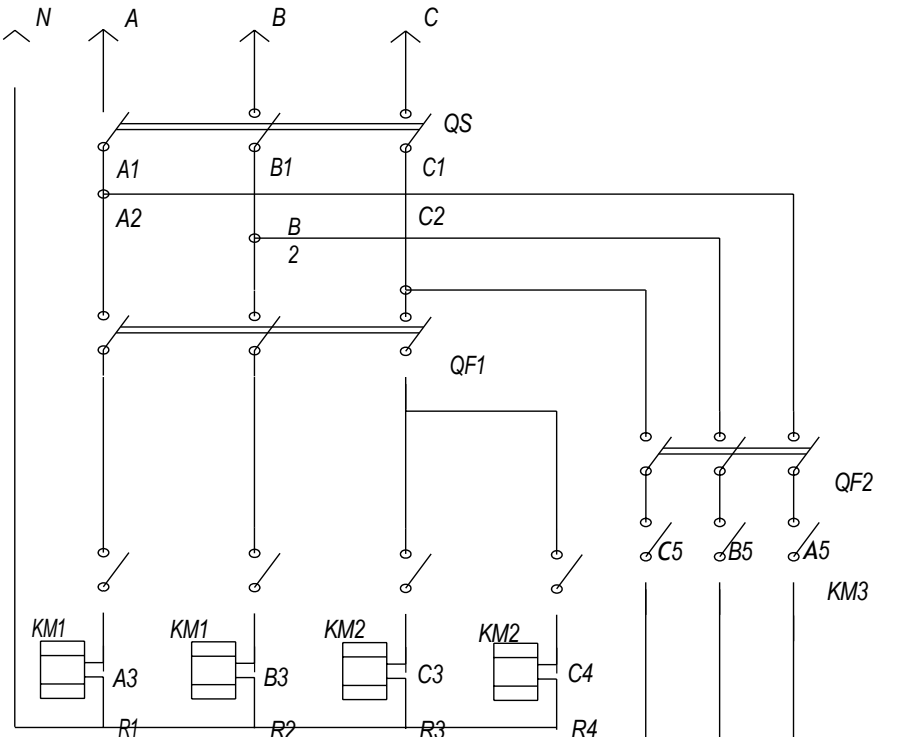 N A B C
QS
A1 B1 C1
A2 B C2
2
QF1
QF2
C5 B5 A5
KM3
KM1 KM1 KM2 KM2
A3 B3 C3 C4
R1 R2 R3 R4